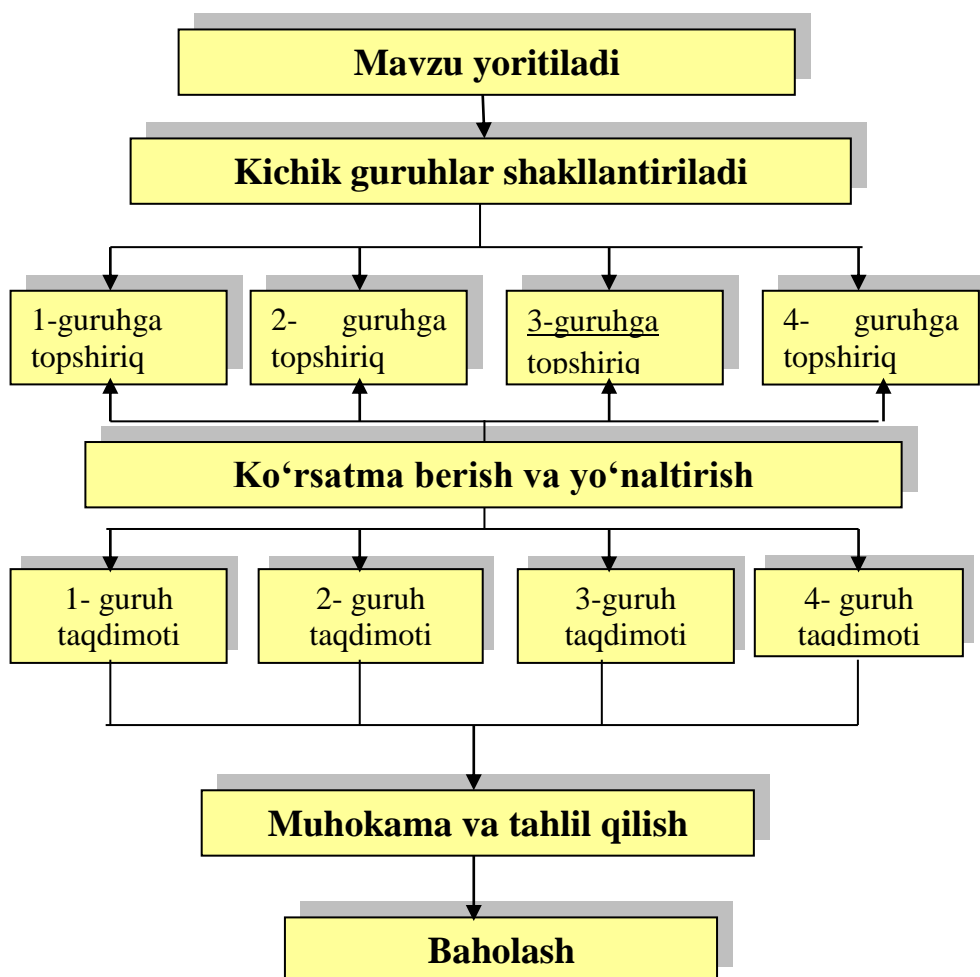 Mavzu yoritiladi
Kichik guruhlar shakllantiriladi
1-guruhga
topshiriq
2- guruhga
topshiriq
3-guruhga
topshiriq
4- guruhga
topshiriq
Ko‘rsatma berish va yo‘naltirish
1- guruh
taqdimoti
2- guruh
taqdimoti
3-guruh
taqdimoti
4- guruh
taqdimoti
Muhokama va tahlil qilish
Baholash